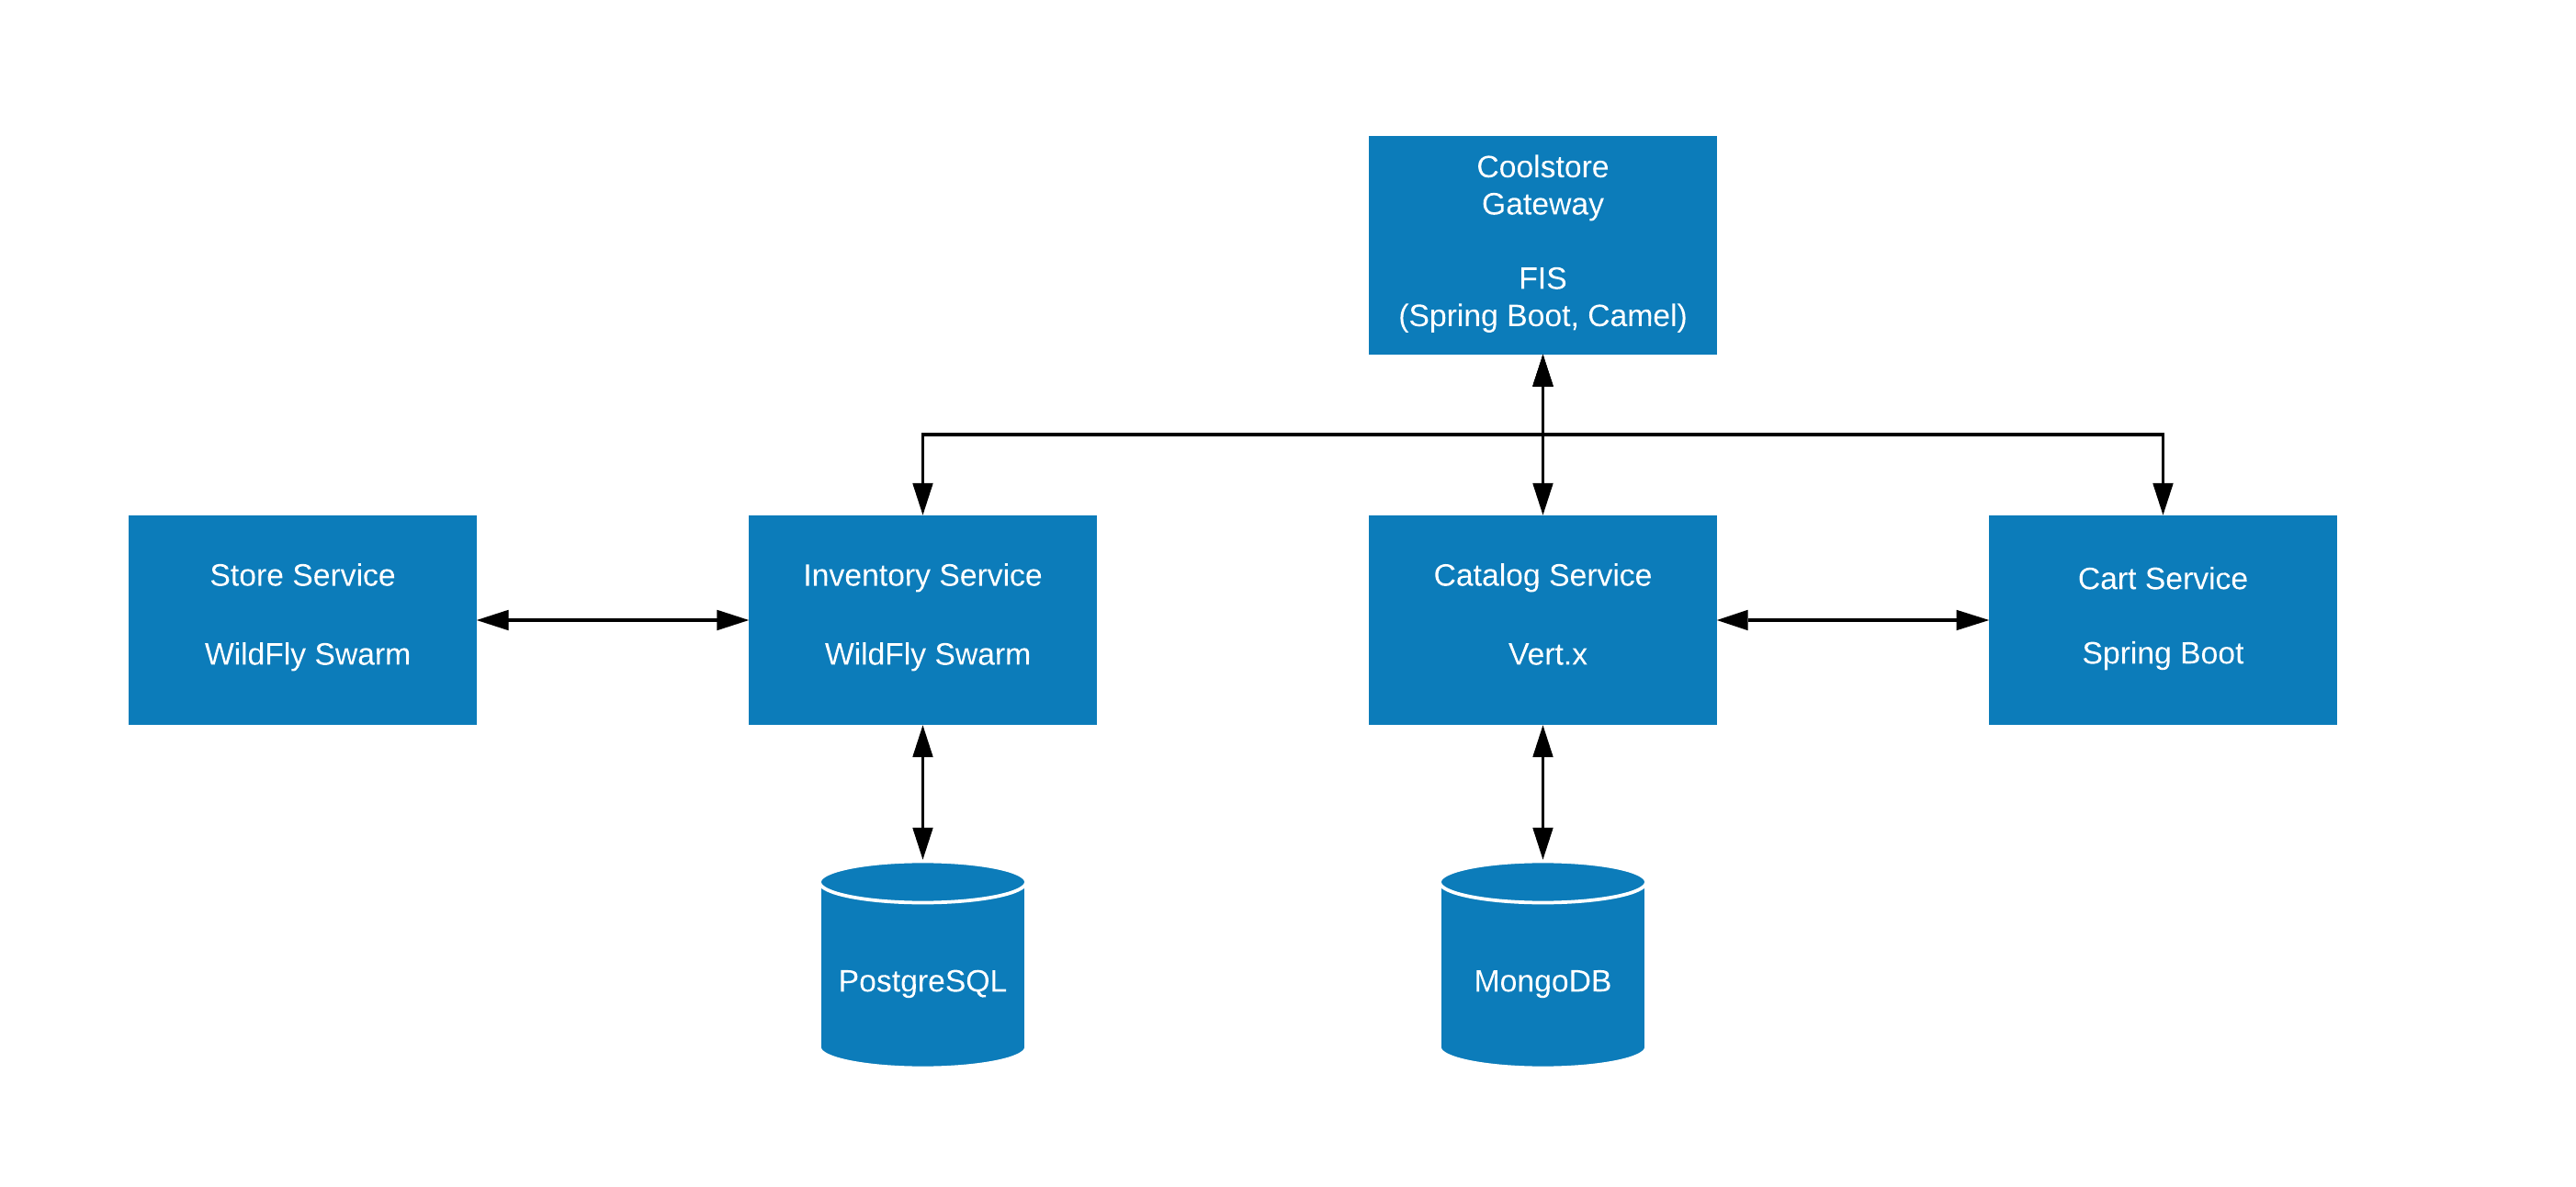 Coolstore
Gateway
FIS
(Spring Boot, Camel)
Store Service
WildFly Swarm
Inventory Service
WildFly Swarm
Catalog Service
Vert.x
Cart Service
Spring Boot
PostgreSQL
MongoDB